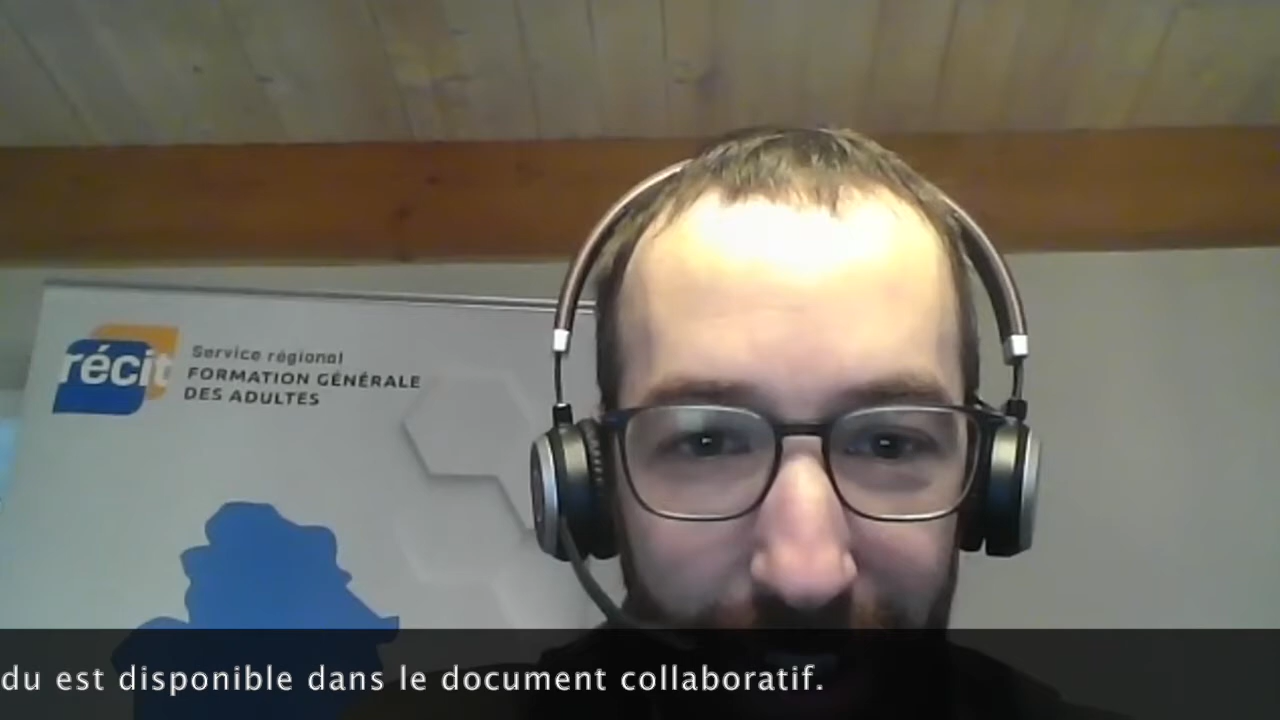 récit
Service régional
FORMATION GÉNÉRALE
DES ADULTES
du est disponible dans le document collaboratif.